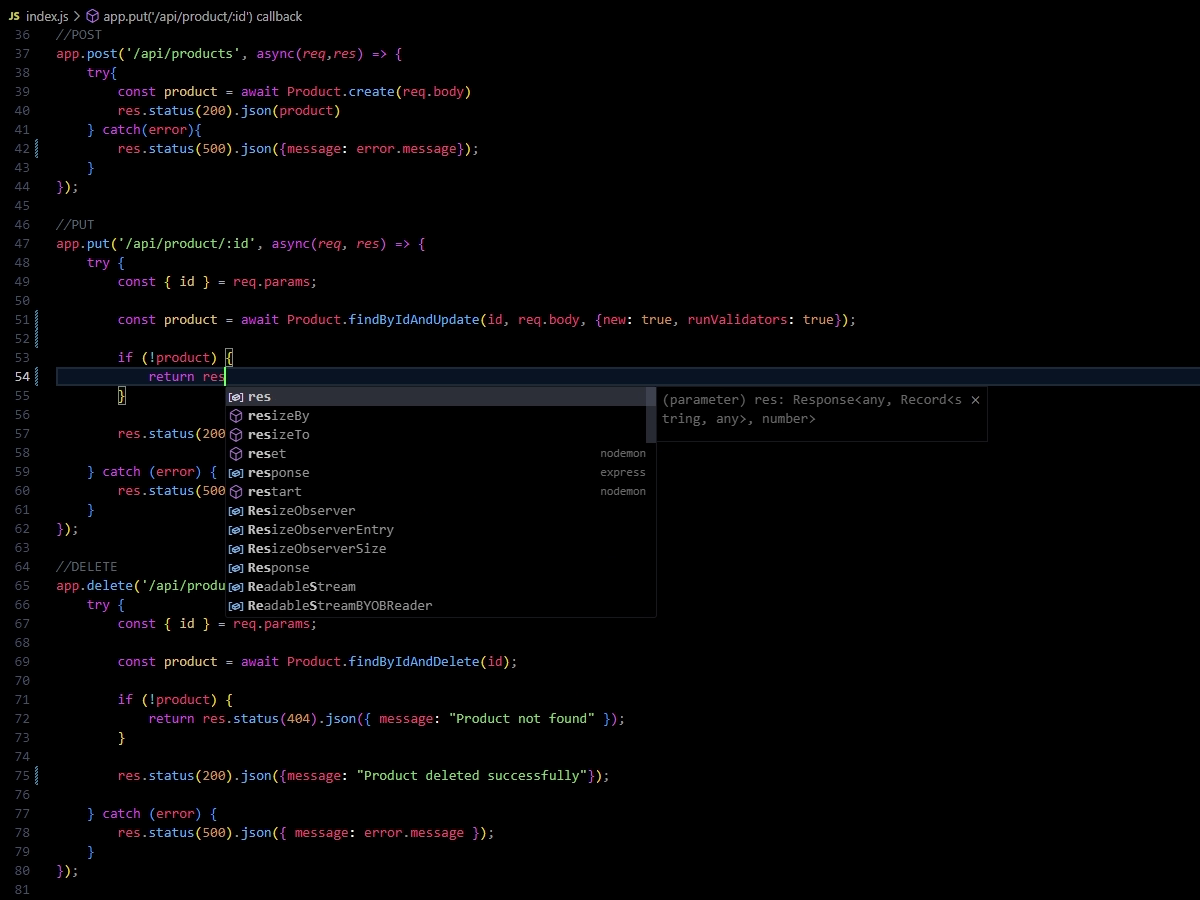 JS index.js > app.put('/api/product/:id') callback
36 //POST
37 app.post('/api/products', async(req,res) => {
38 try{
39 const product = await Product.create(req.body)
40 res.status(200).json(product)
41 } catch(error){
42 res.status(500).json({message: error.message});
43 }
44 });
45
46 //PUT
47 app.put('/api/product/:id', async(req, res) => {
48 try {
49 const { id } = req.params;
50
51 const product = await Product.findByIdAndUpdate(id, req.body, {new: true, runValidators: true});
52
53 if (!product) {
54 return res
55 }
res
(parameter) res: Response<any, Record<s ×
tring, any>, number>
56
resizeBy
resizeTo
57 res.status(200
58
reset nodemon
59 } catch (error) {
response express
60 res.status(500
restart nodemon
61 }
ResizeObserver
62 });
ResizeObserverEntry
63
ResizeObserverSize
64 //DELETE
Response
65 app.delete('/api/produ
ReadableStream
66 try {
ReadableStreamBYOBReader
67 const { id } = req.params;
68
69 const product = await Product.findByIdAndDelete(id);
70
71 if (!product) {
72 return res.status(404).json({ message: "Product not found" });
73 }
74
75 res.status(200).json({message: "Product deleted successfully"});
76
77 } catch (error) {
78 res.status(500).json({ message: error.message });
79 }
80 });
81